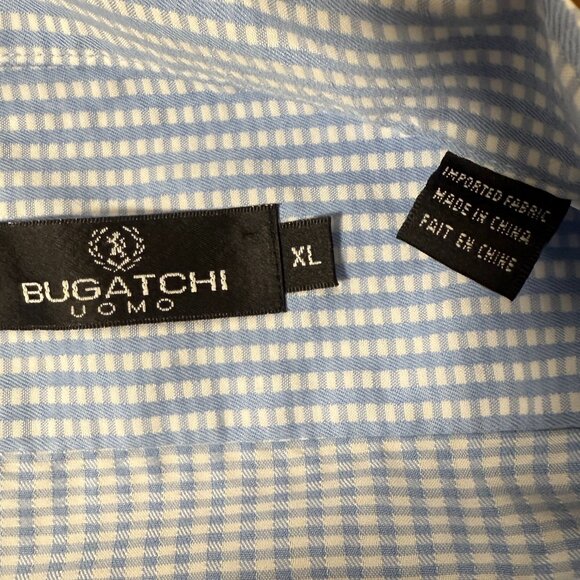 BUGATCHI
UOMO
XL
IMPORTED FABRIC
MADE IN CHINA
FAIT EN CHINE